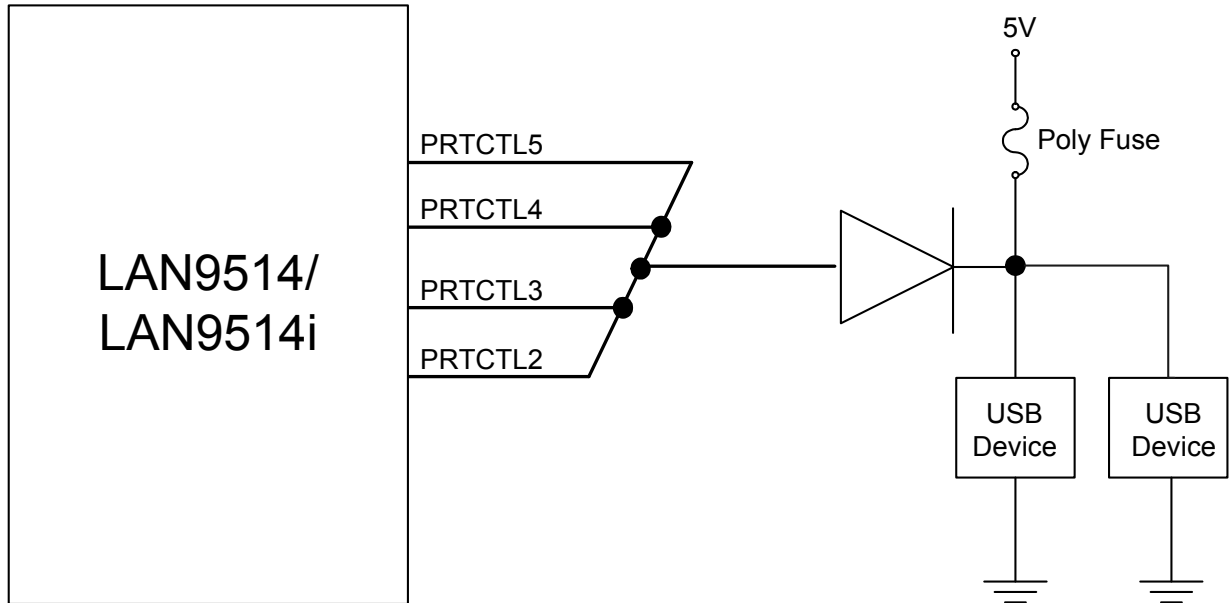 5V
Poly Fuse
PRTCTL5
PRTCTL4
PRTCTL3
PRTCTL2
LAN9514/
LAN9514i
USB
Device
USB
Device